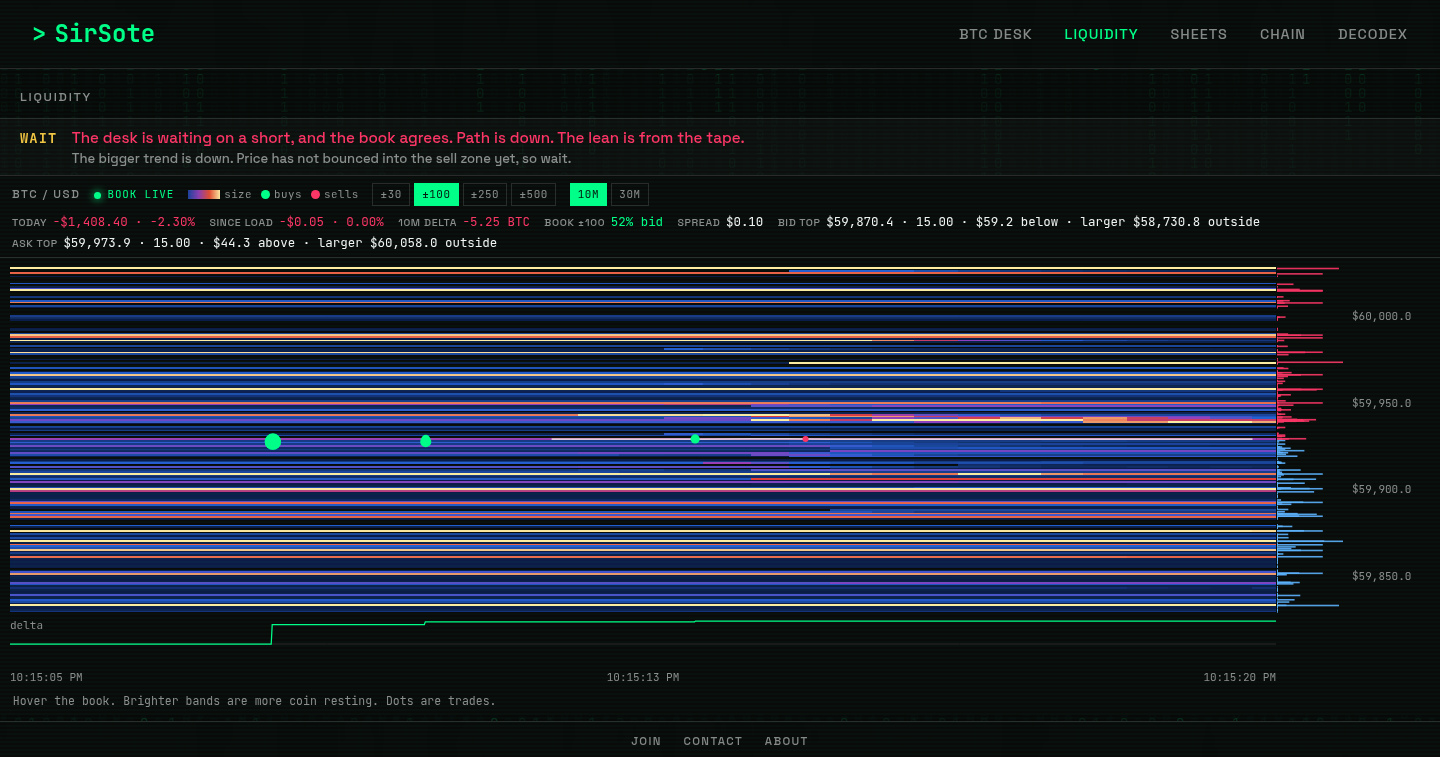 > SirSote
BTC DESK LIQUIDITY SHEETS CHAIN DECODEX
LIQUIDITY
WAIT The desk is waiting on a short, and the book agrees. Path is down. The lean is from the tape.
The bigger trend is down. Price has not bounced into the sell zone yet, so wait.
BTC / USD BOOK LIVE size buys sells ±30 ±100 ±250 ±500 10M 30M
TODAY -$1,408.40 · -2.30% SINCE LOAD -$0.05 · 0.00% 10M DELTA -5.25 BTC BOOK ±100 52% bid SPREAD $0.10 BID TOP $59,870.4 · 15.00 · $59.2 below · larger $58,730.8 outside
ASK TOP $59,973.9 · 15.00 · $44.3 above · larger $60,058.0 outside
$60,000.0
$59,950.0
$59,900.0
$59,850.0
delta
10:15:05 PM 10:15:13 PM 10:15:20 PM
Hover the book. Brighter bands are more coin resting. Dots are trades.
JOIN CONTACT ABOUT